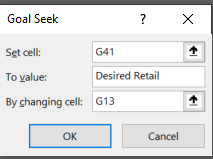 Goal Seek ? ×
Set cell: G41
To value: Desired Retail
By changing cell: G13
OK Cancel